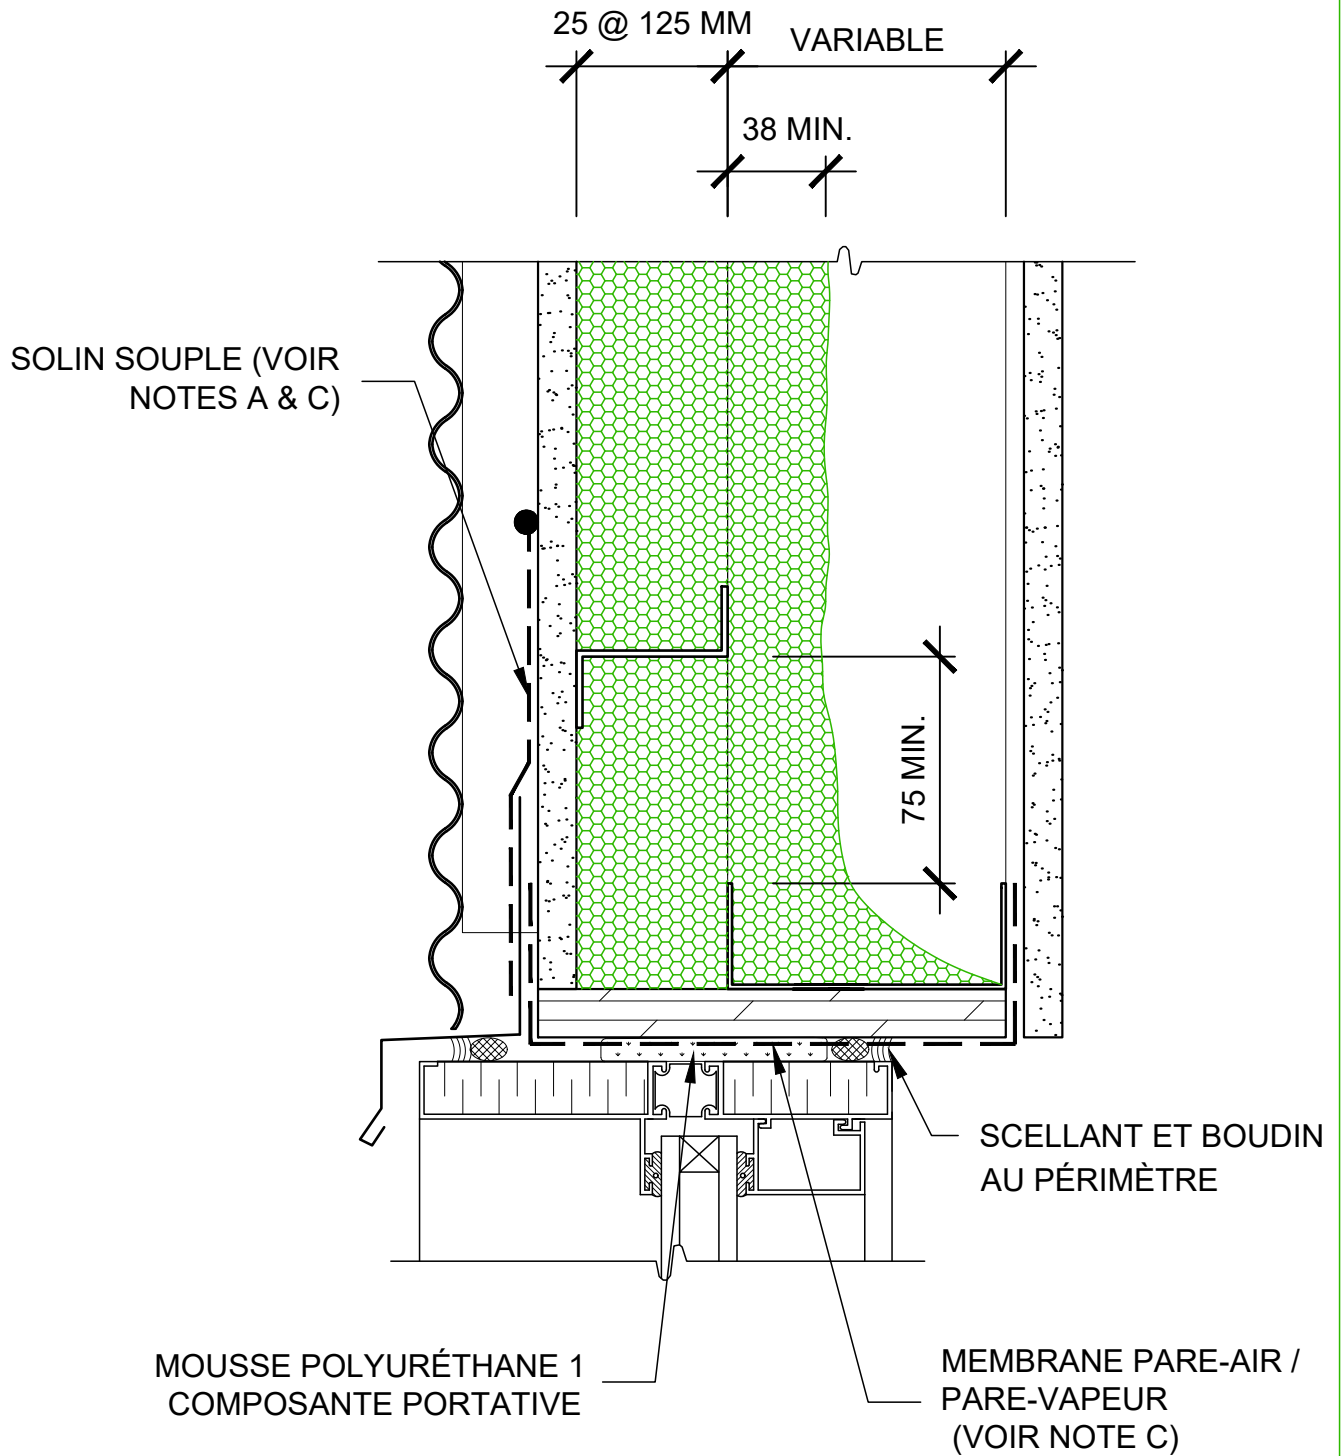 25 @ 125 MM
VARIABLE
38 MIN.
SOLIN SOUPLE (VOIR
NOTES A & C)
75 MIN.
SCELLANT ET BOUDIN
AU PÉRIMÈTRE
MOUSSE POLYURÉTHANE 1
COMPOSANTE PORTATIVE
MEMBRANE PARE-AIR /
PARE-VAPEUR
(VOIR NOTE C)